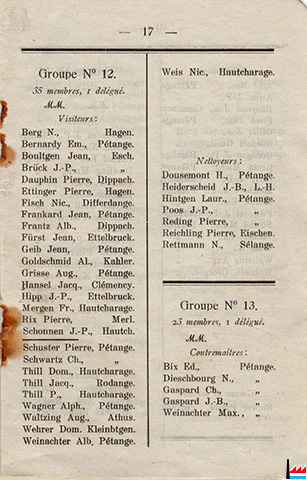 — 17 —
Groupe Nº 12.
35 membres, 1 délégué.
MM.
Visiteurs :
Berg N., Hagen.
Bernardy Em., Pétange.
Boultgen Jean, Esch.
Brück J.-P., „
Dauphin Pierre, Dippach.
Ettinger Pierre, Hagen.
Fisch Nic., Differdange.
Frankard Jean, Pétange.
Frantz Alb., Dippach.
Fürst Jean, Ettelbruck.
Geib Jean, Pétange.
Goldschmid Al., Kahler.
Grisse Aug., Pétange.
Hansel Jacq., Clémency.
Hipp J.-P., Ettelbruck.
Mergen Fr., Hautcharage.
Rix Pierre, Merl.
Schonnen J.-P., Hautch.
Schuster Pierre, Pétange.
Schwartz Ch., „
Thill Dom., Hautcharage.
Thill Jacq., Rodange.
Thill P., Hautcharage.
Wagner Alph., Pétange.
Waltzing Aug., Athus.
Wehrer Dom. Kleinbtgen.
Weinachter Alb, Pétange.
Weis Nic., Hautcharage.
Nettoyeurs :
Dousemont H., Pétange.
Heiderscheid J.-B., L.-H.
Hintgen Laur., Pétange.
Poos J.-P., „
Reding Pierre, „
Reichling Pierre, Eischen.
Rettmann N., Sélange.
Groupe Nº 13.
25 membres, 1 délégué.
MM.
Contremaîtres :
Bix Ed., Pétange.
Dieschbourg N., „
Gaspard Ch., „
Gaspard J.-B., „
Weinachter Max., „